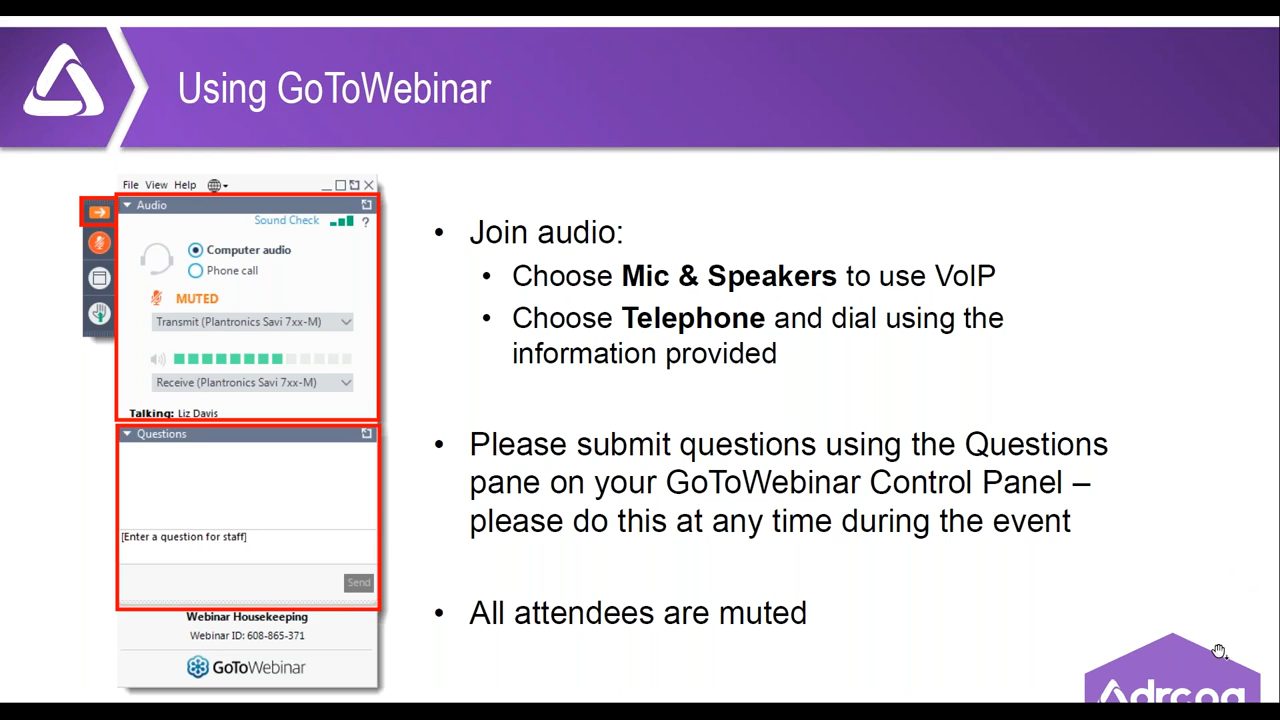 Using GoToWebinar
File View Help
Audio
Sound Check ?
Computer audio
Phone call
MUTED
Transmit (Plantronics Savi 7xx-M)
Receive (Plantronics Savi 7xx-M)
Talking: Liz Davis
Questions
[Enter a question for staff]
Send
Webinar Housekeeping
Webinar ID: 608-865-371
GoToWebinar
• Join audio:
• Choose Mic & Speakers to use VoIP
• Choose Telephone and dial using the
information provided
• Please submit questions using the Questions
pane on your GoToWebinar Control Panel –
please do this at any time during the event
• All attendees are muted